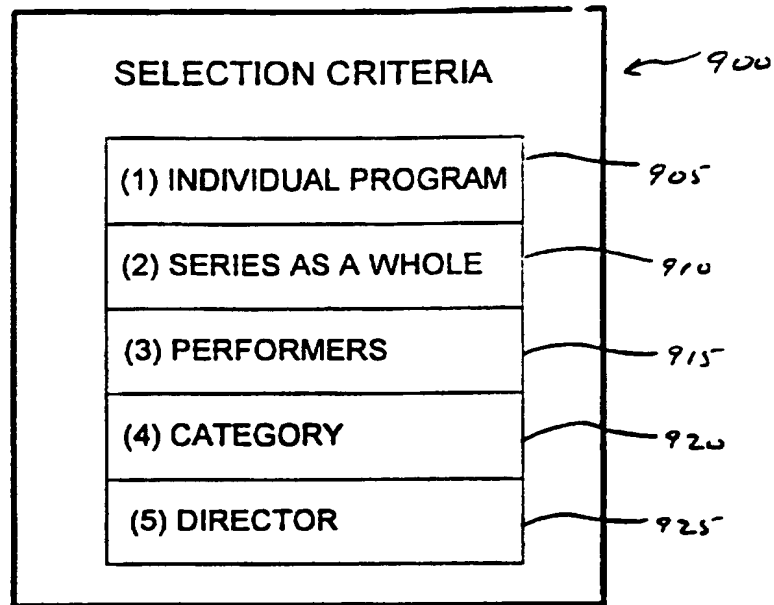 SELECTION CRITERIA
900
(1) INDIVIDUAL PROGRAM
905
(2) SERIES AS A WHOLE
910
(3) PERFORMERS
915
(4) CATEGORY
920
(5) DIRECTOR
925